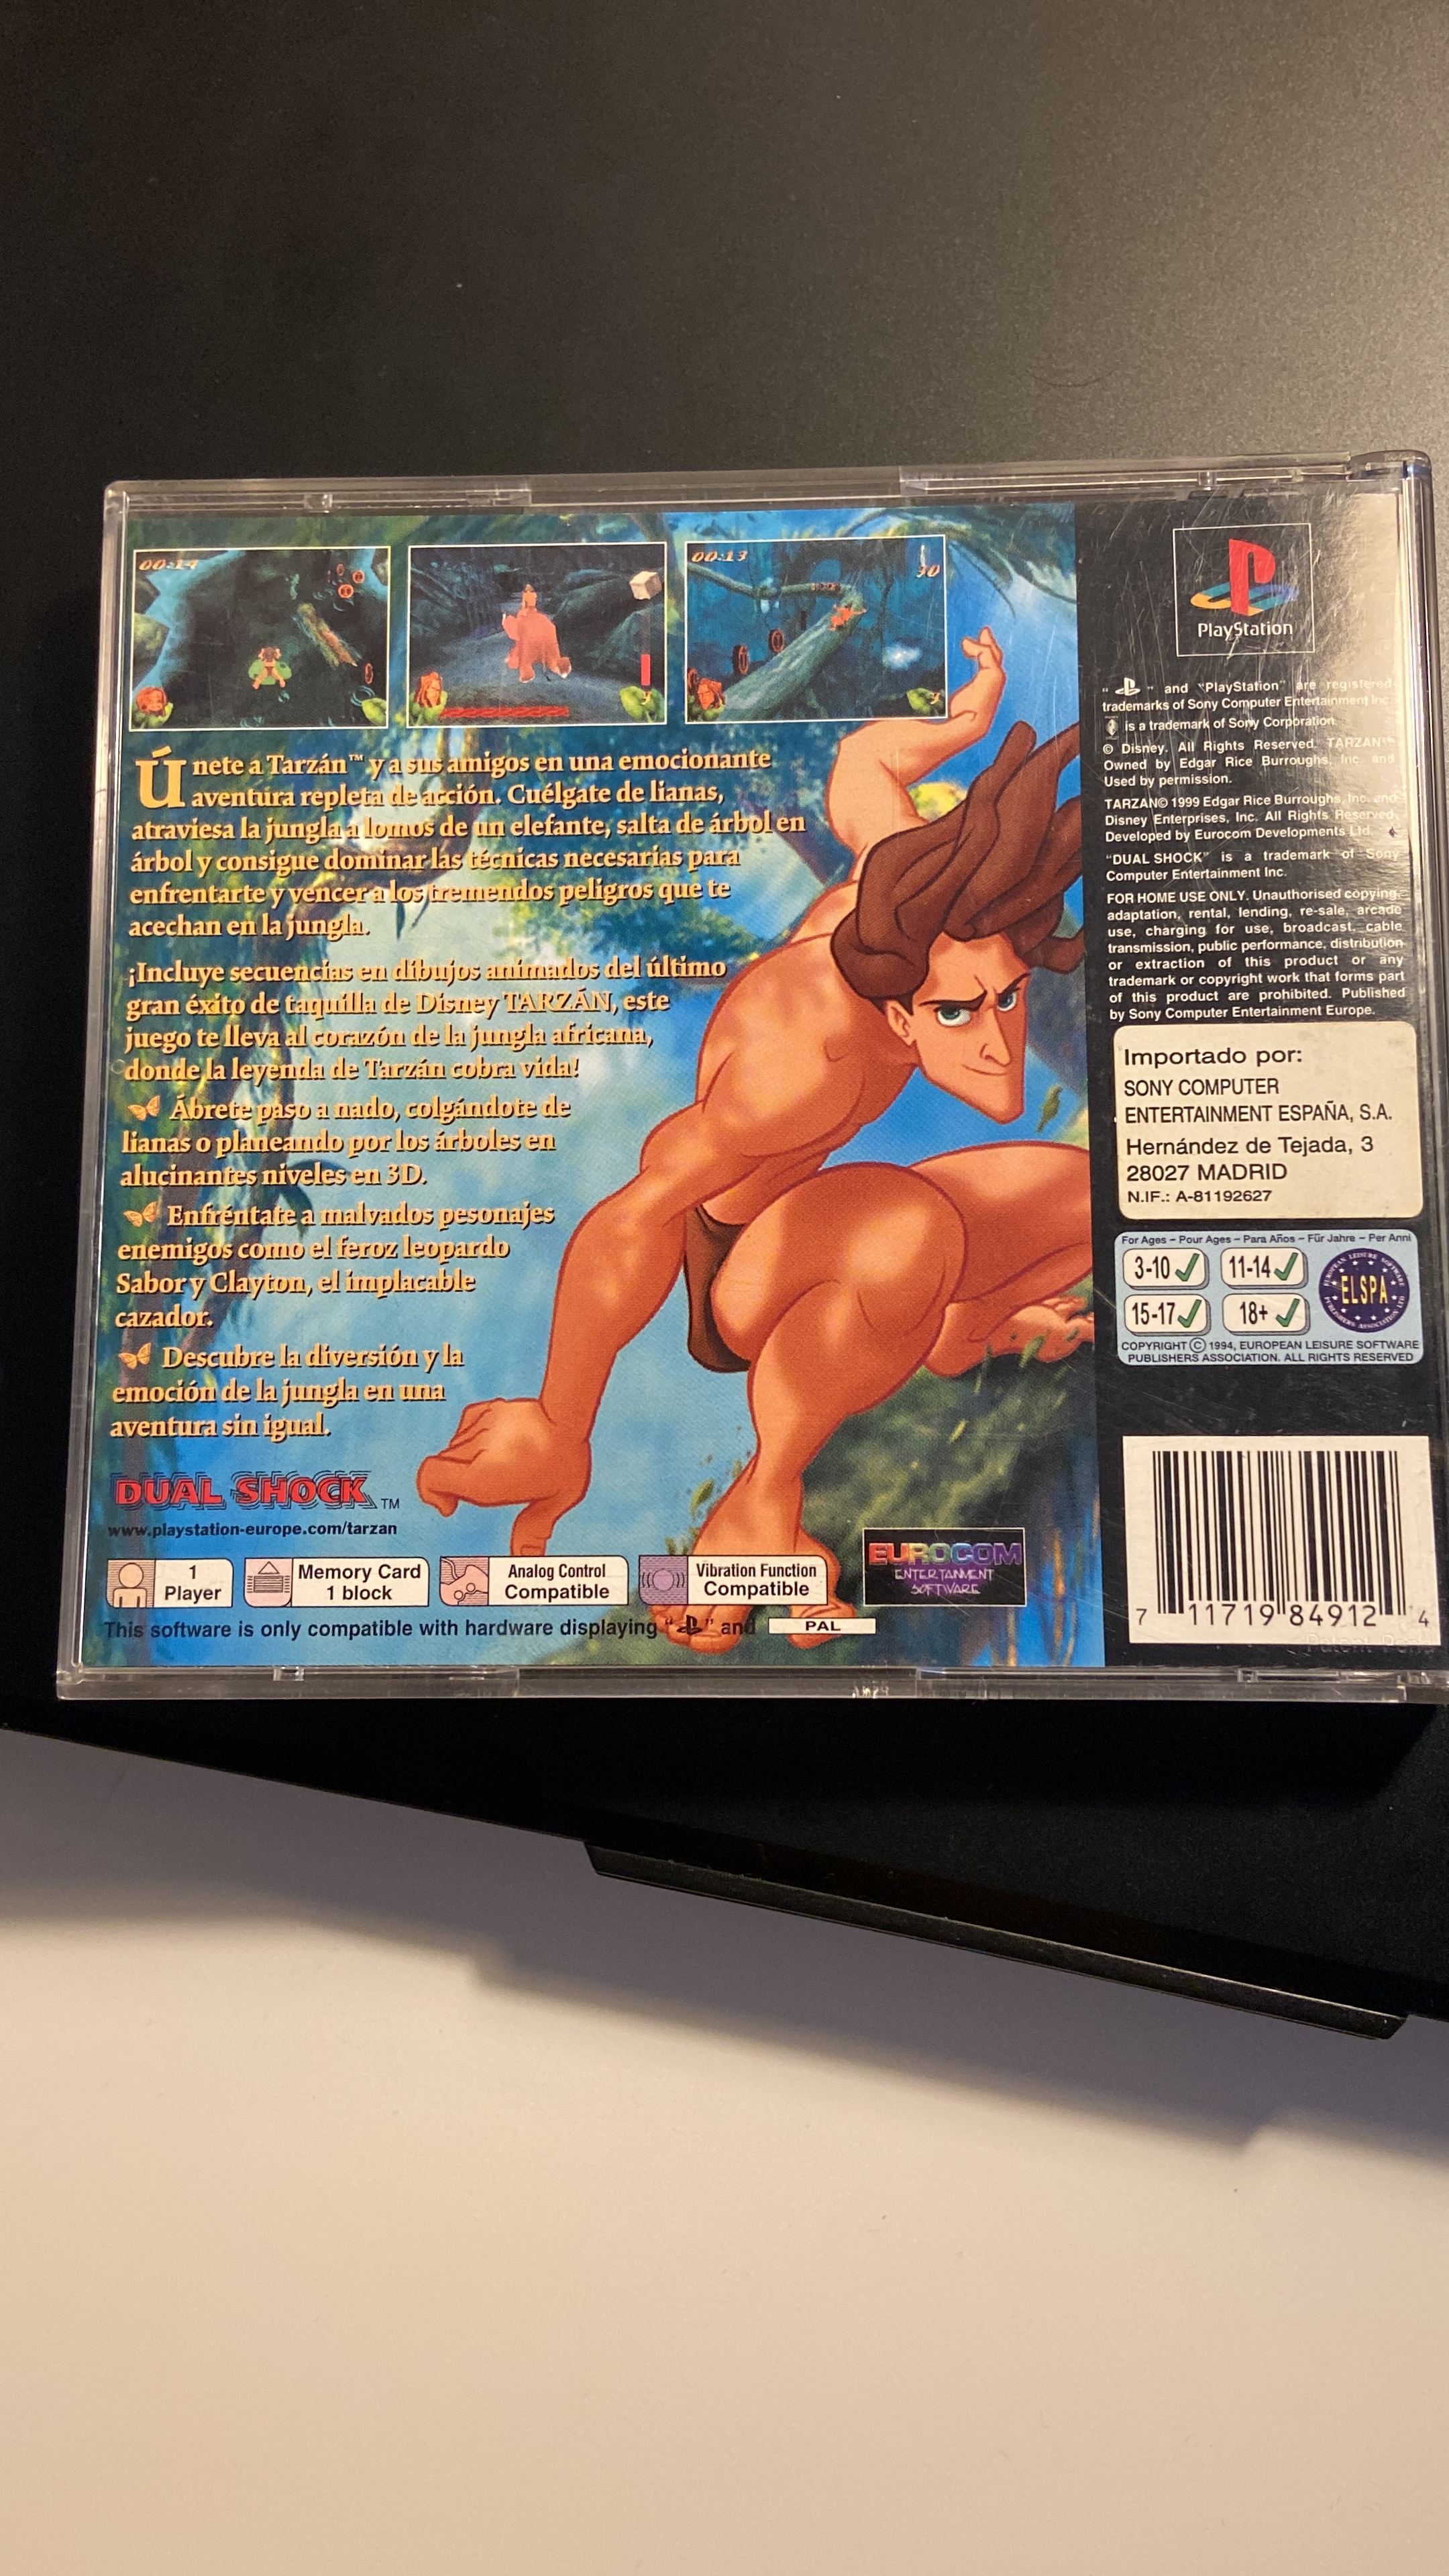 00:17
00:13
30
Únete a Tarzán™ y a sus amigos en una emocionante
aventura repleta de acción. Cuélgate de lianas,
atraviesa la jungla a lomos de un elefante, salta de árbol en
árbol y consigue dominar las técnicas necesarias para
enfrentarte y vencer a los tremendos peligros que te
acechan en la jungla.
¡Incluye secuencias en dibujos animados del último
gran éxito de taquilla de Disney TARZÁN, este
juego te lleva al corazón de la jungla africana,
donde la leyenda de Tarzán cobra vida!
Ábrete paso a nado, colgándote de
lianas o planeando por los árboles en
alucinantes niveles en 3D.
Enfréntate a malvados pesonajes
enemigos como el feroz leopardo
Sabor y Clayton, el implacable
cazador.
Descubre la diversión y la
emoción de la jungla en una
aventura sin igual.
DUAL SHOCK™
www.playstation-europe.com/tarzan
1
Player
Memory Card
1 block
Analog Control
Compatible
Vibration Function
Compatible
EUROCOM
ENTERTAINMENT
SOFTWARE
This software is only compatible with hardware displaying " " and PAL
PlayStation
" " and "PlayStation" are registered
trademarks of Sony Computer Entertainment Inc.
is a trademark of Sony Corporation.
© Disney. All Rights Reserved. TARZAN™
Owned by Edgar Rice Burroughs, Inc. and
Used by permission.
TARZAN© 1999 Edgar Rice Burroughs, Inc. and
Disney Enterprises, Inc. All Rights Reserved.
Developed by Eurocom Developments Ltd.
"DUAL SHOCK" is a trademark of Sony
Computer Entertainment Inc.
FOR HOME USE ONLY. Unauthorised copying,
adaptation, rental, lending, re-sale, arcade
use, charging for use, broadcast, cable
transmission, public performance, distribution
or extraction of this product or any
trademark or copyright work that forms part
of this product are prohibited. Published
by Sony Computer Entertainment Europe.
Importado por:
SONY COMPUTER
ENTERTAINMENT ESPAÑA, S.A.
Hernández de Tejada, 3
28027 MADRID
N.I.F.: A-81192627
For Ages – Pour Ages – Para Años – Für Jahre – Per Anni
3-10 ✓ 11-14 ✓
15-17 ✓ 18+ ✓
EUROPEAN LEISURE SOFTWARE
ELSPA
PUBLISHERS ASSOCIATION LTD
COPYRIGHT © 1994, EUROPEAN LEISURE SOFTWARE
PUBLISHERS ASSOCIATION. ALL RIGHTS RESERVED
7 11719 84912 4